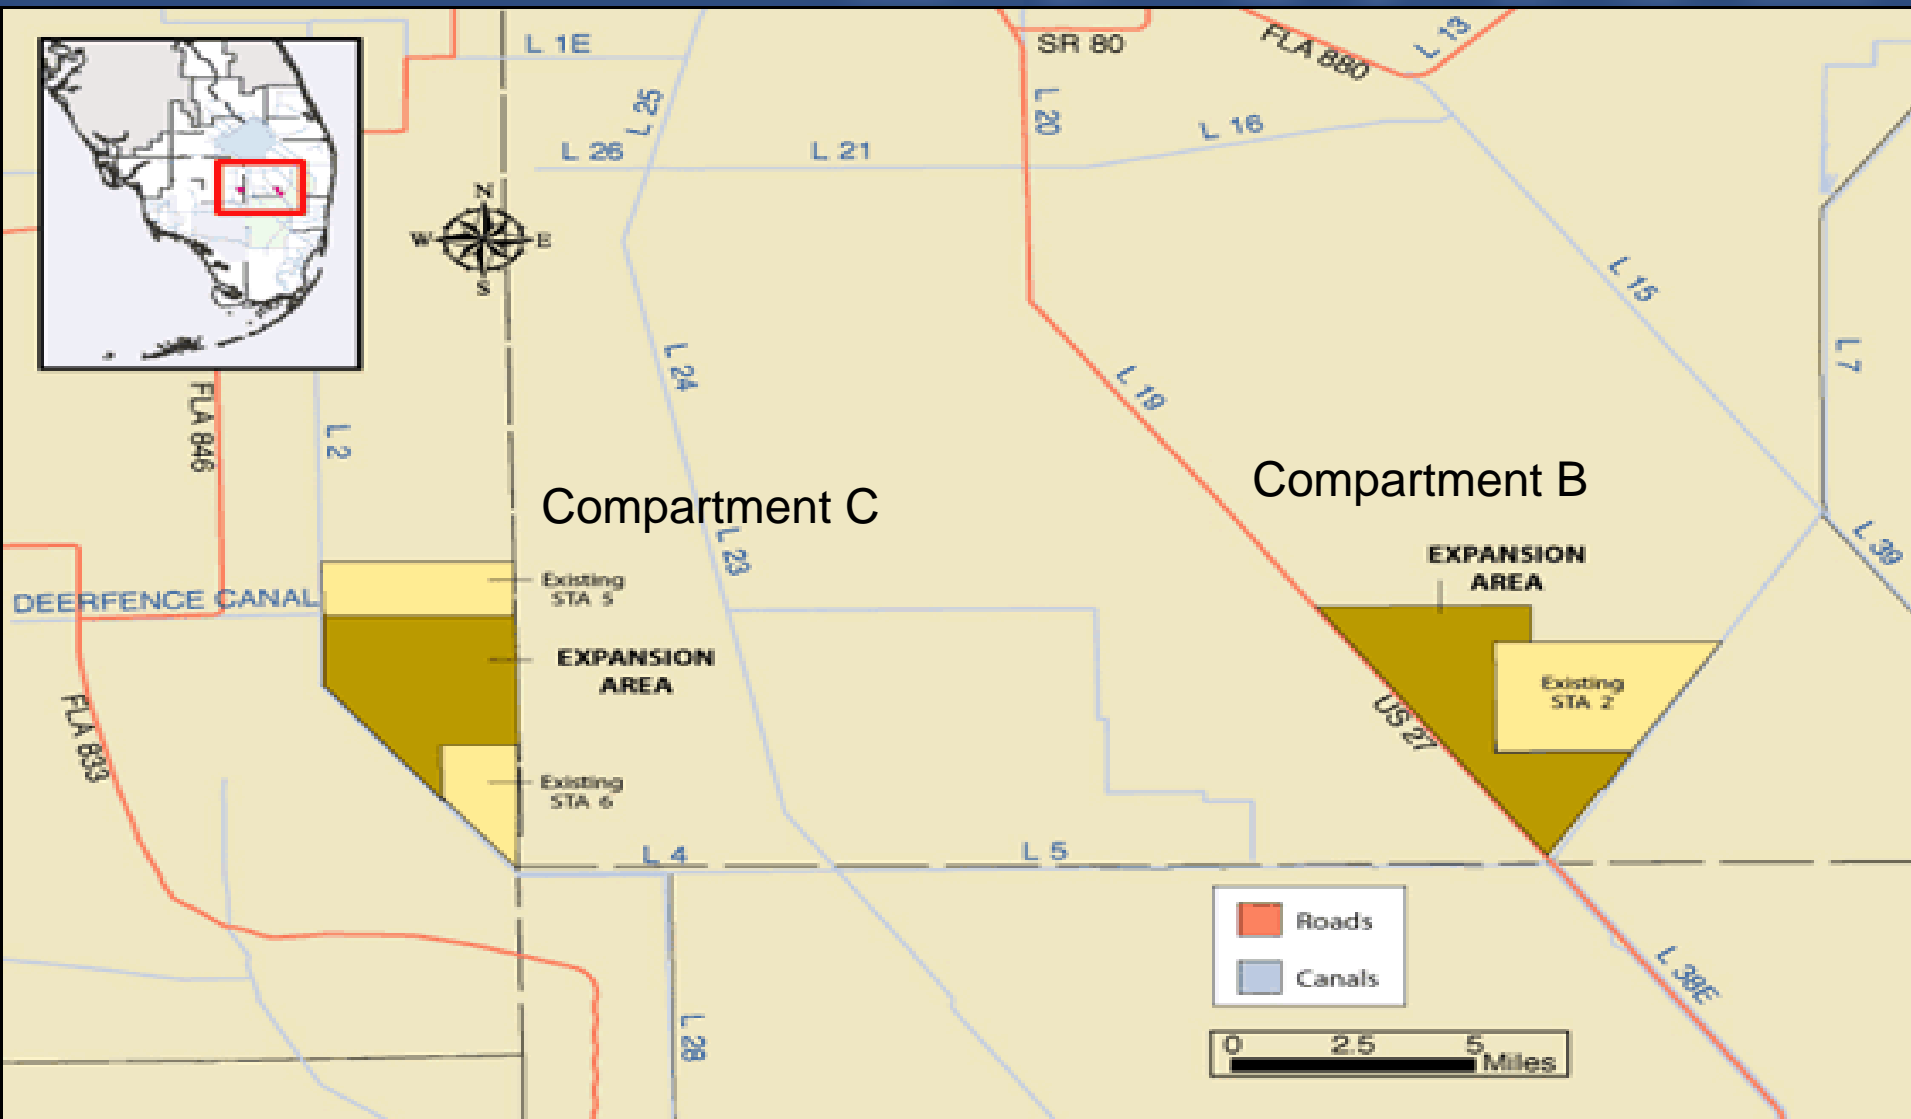 L 1E
SR 80
FLA 880
L 13
L 25
L 20
L 26
L 21
L 16
N
W
E
S
L 15
L 24
L 19
L 7
FLA 846
L 2
Compartment C
Compartment B
L 23
L 39
EXPANSION
AREA
Existing
STA 5
DEERFENCE CANAL
EXPANSION
AREA
Existing
STA 2
US 27
FLA 833
Existing
STA 6
L 4
L 5
Roads
Canals
L 38E
L 28
0 2.5 5
Miles